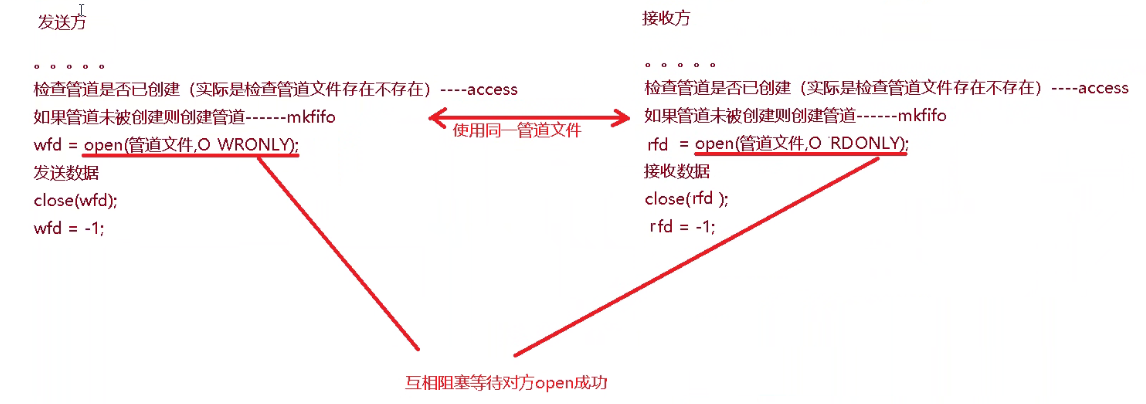 发送方
。。。。。
检查管道是否已创建（实际是检查管道文件存在不存在）----access
如果管道未被创建则创建管道------mkfifo
wfd = open(管道文件,O_WRONLY);
发送数据
close(wfd);
wfd = -1;
使用同一管道文件
接收方
。。。。。
检查管道是否已创建（实际是检查管道文件存在不存在）----access
如果管道未被创建则创建管道------mkfifo
rfd = open(管道文件,O_RDONLY);
接收数据
close(rfd );
rfd = -1;
互相阻塞等待对方open成功